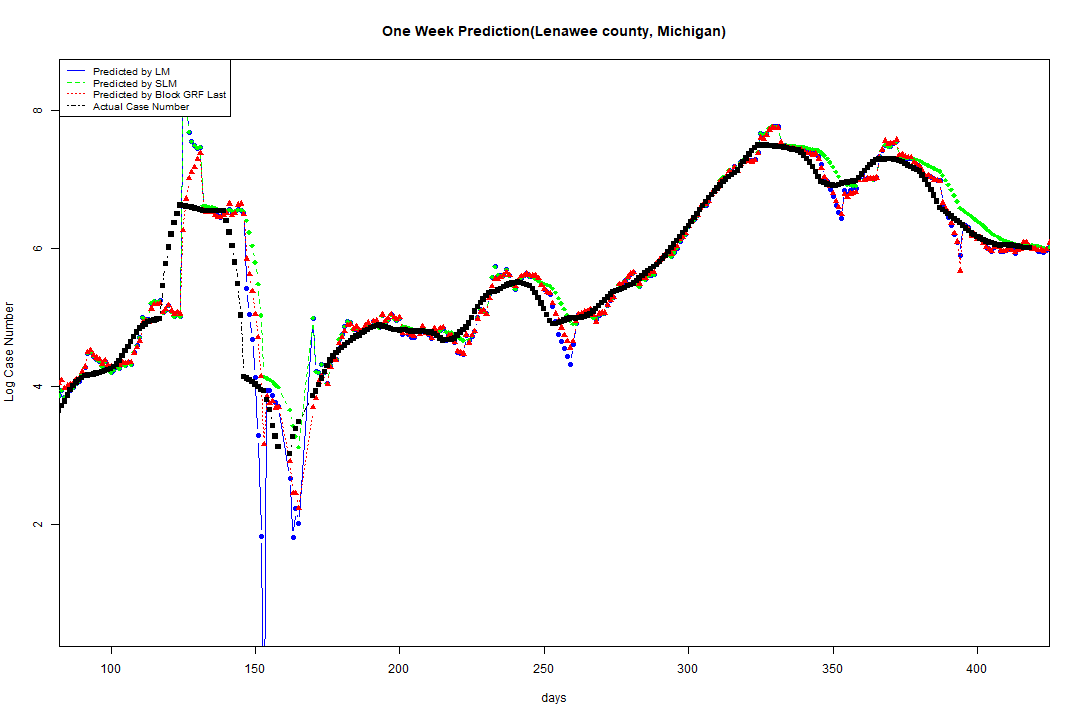 One Week Prediction(Lenawee county, Michigan)
Predicted by LM
Predicted by SLM
Predicted by Block GRF Last
Actual Case Number
8
6
4
2
Log Case Number
100 150 200 250 300 350 400
days